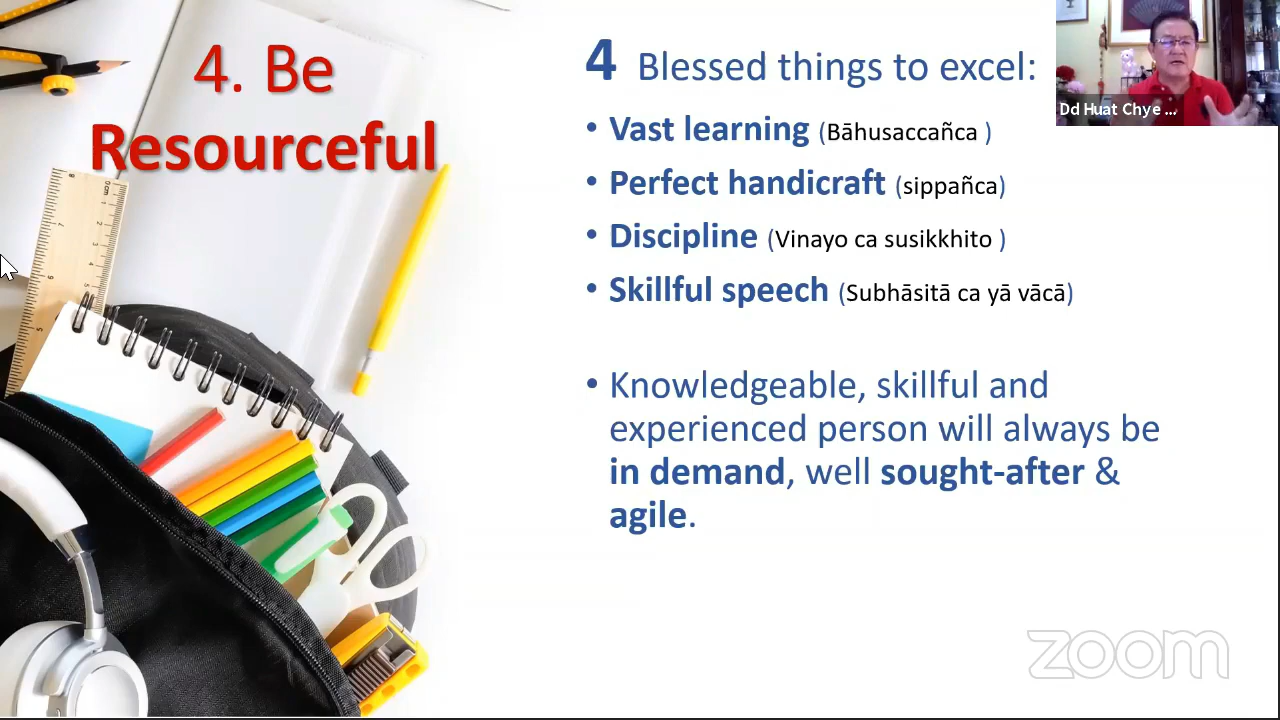 4. Be
Resourceful
4 Blessed things to excel:
• Vast learning (Bāhusaccañca )
• Perfect handicraft (sippañca)
• Discipline (Vinayo ca susikkhito )
• Skillful speech (Subhāsitā ca yā vācā)
• Knowledgeable, skillful and
experienced person will always be
in demand, well sought-after &
agile.
Dd Huat Chye ...
zoom